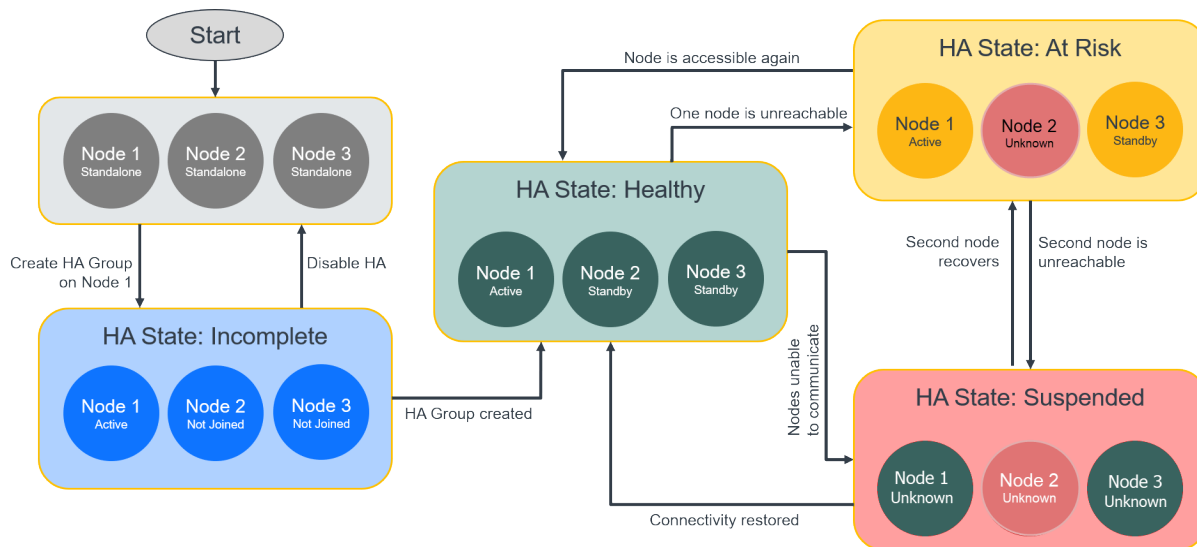 Start
Node 1
Standalone
Node 2
Standalone
Node 3
Standalone
Create HA Group
on Node 1
Disable HA
HA State: Incomplete
Node 1
Active
Node 2
Not Joined
Node 3
Not Joined
HA Group created
HA State: Healthy
Node 1
Active
Node 2
Standby
Node 3
Standby
Node is accessible again
One node is unreachable
HA State: At Risk
Node 1
Active
Node 2
Unknown
Node 3
Standby
Second node
recovers
Second node is
unreachable
Nodes unable
to communicate
HA State: Suspended
Node 1
Unknown
Node 2
Unknown
Node 3
Unknown
Connectivity restored